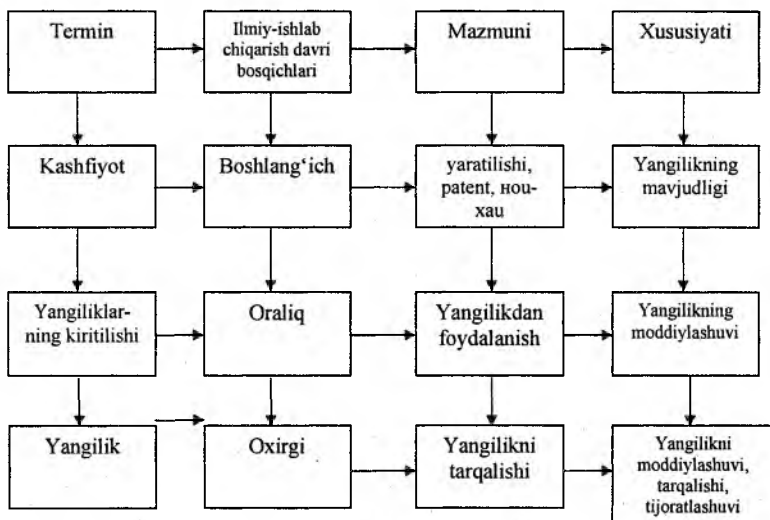 Termin
Ilmiy-ishlab
chiqarish davri
bosqichlari
Mazmuni
Xususiyati
Kashfiyot
Boshlang‘ich
yaratilishi,
patent, ноu-
xau
Yangilikning
mavjudligi
Yangiliklar-
ning kiritilishi
Oraliq
Yangilikdan
foydalanish
Yangilikning
moddiylashuvi
Yangilik
Oxirgi
Yangilikni
tarqalishi
Yangilikni
moddiylashuvi,
tarqalishi,
tijoratlashuvi